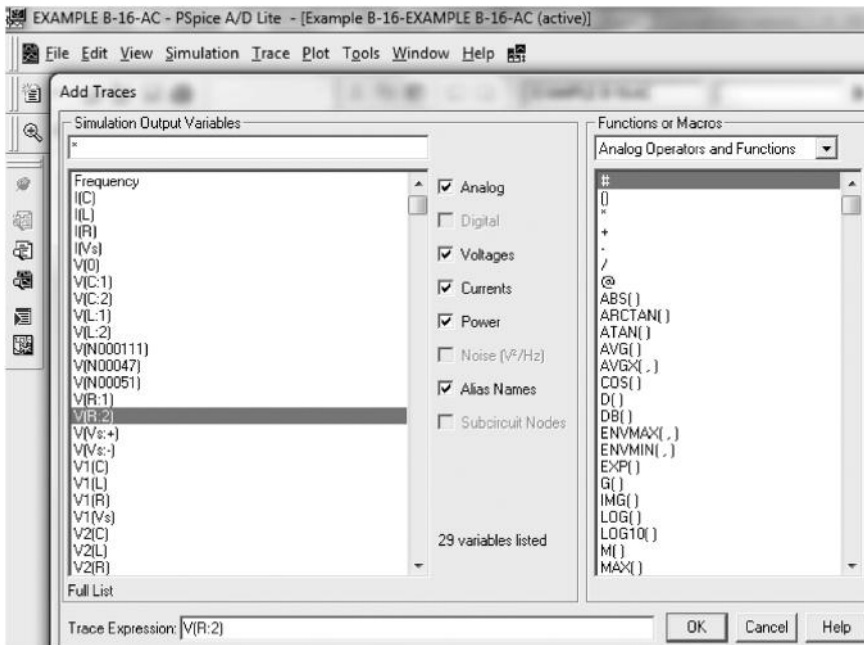 EXAMPLE B-16-AC - PSpice A/D Lite - [Example B-16-EXAMPLE B-16-AC (active)]
File Edit View Simulation Trace Plot Tools Window Help
Add Traces
Simulation Output Variables
*
Frequency
I(C)
I(L)
I(R)
I(Vs)
V(0)
V(C:1)
V(C:2)
V(L:1)
V(L:2)
V(N000111)
V(N00047)
V(N00051)
V(R:1)
V(R:2)
V(Vs:+)
V(Vs:-)
V1(C)
V1(L)
V1(R)
V1(Vs)
V2(C)
V2(L)
V2(R)
Full List
Analog
Digital
Voltages
Currents
Power
Noise (V²/Hz)
Alias Names
Subcircuit Nodes
29 variables listed
Functions or Macros
Analog Operators and Functions
#
()
*
+
-
/
@
ABS()
ARCTAN()
ATAN()
AVG()
AVGX(,)
COS()
D()
DB()
ENVMAX(,)
ENVMIN(,)
EXP()
G()
IMG()
LOG()
LOG10()
M()
MAX()
Trace Expression: V(R:2)
OK Cancel Help